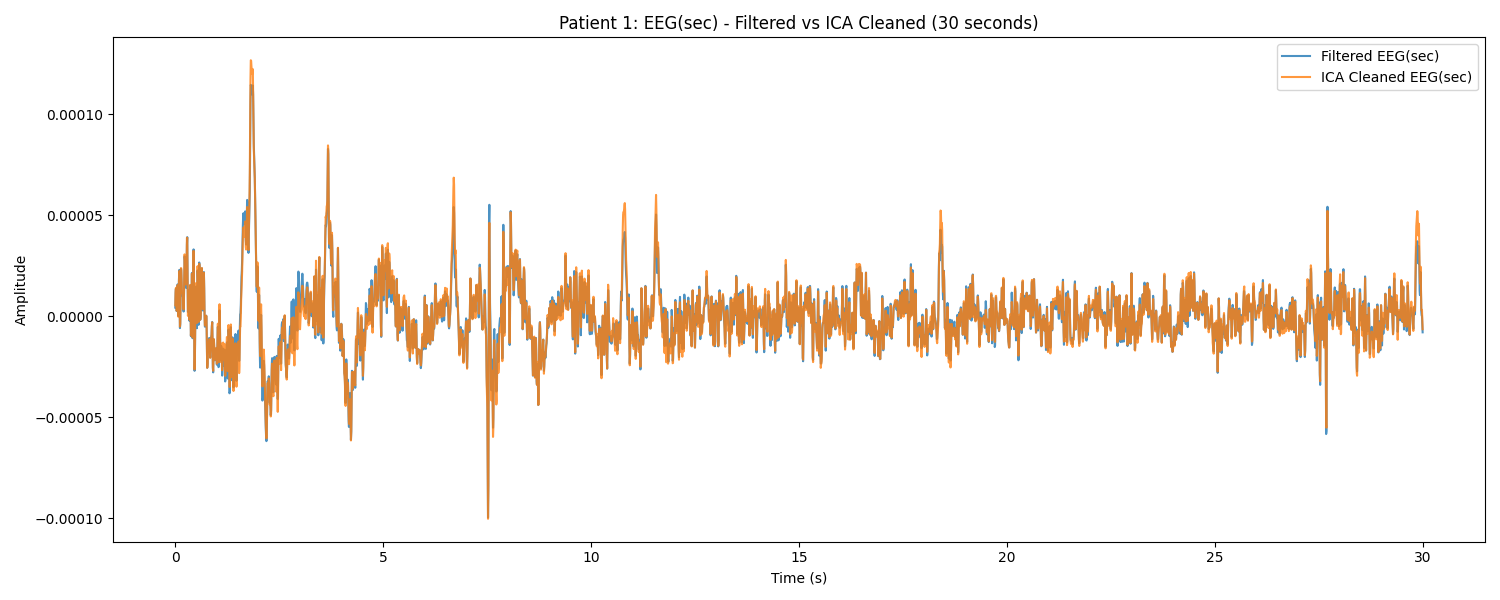 Patient 1: EEG(sec) - Filtered vs ICA Cleaned (30 seconds)
Filtered EEG(sec)
ICA Cleaned EEG(sec)
0.00010
0.00005
0.00000
−0.00005
−0.00010
Amplitude
0 5 10 15 20 25 30
Time (s)